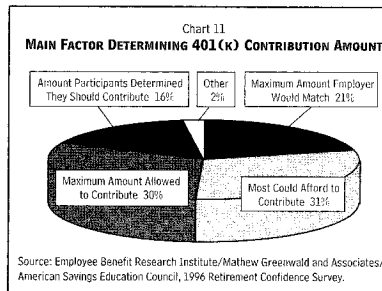 Chart 11
MAIN FACTOR DETERMINING 401(K) CONTRIBUTION AMOUNT
Amount Participants Determined
They Should Contribute 16%
Other
2%
Maximum Amount Employer
Would Match 21%
Maximum Amount Allowed
to Contribute 30%
Most Could Afford to
Contribute 31%
Source: Employee Benefit Research Institute/Mathew Greenwald and Associates/
American Savings Education Council, 1996 Retirement Confidence Survey.